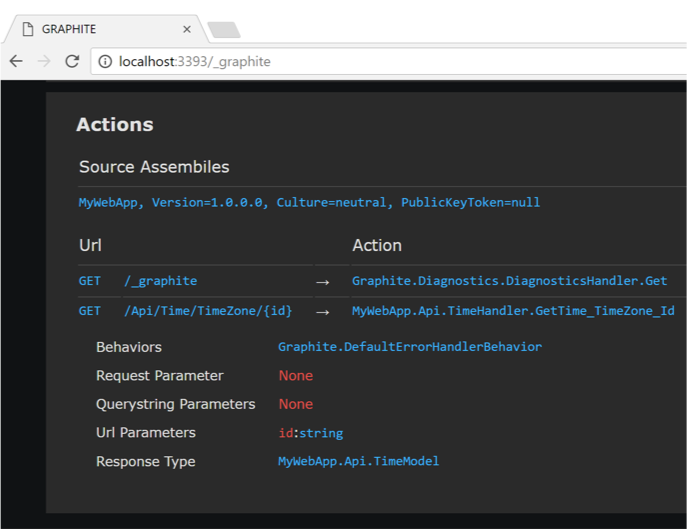 GRAPHITE
localhost:3393/_graphite
Actions
Source Assembiles
MyWebApp, Version=1.0.0.0, Culture=neutral, PublicKeyToken=null
Url Action
GET /_graphite → Graphite.Diagnostics.DiagnosticsHandler.Get
GET /Api/Time/TimeZone/{id} → MyWebApp.Api.TimeHandler.GetTime_TimeZone_Id
Behaviors Graphite.DefaultErrorHandlerBehavior
Request Parameter None
Querystring Parameters None
Url Parameters id:string
Response Type MyWebApp.Api.TimeModel